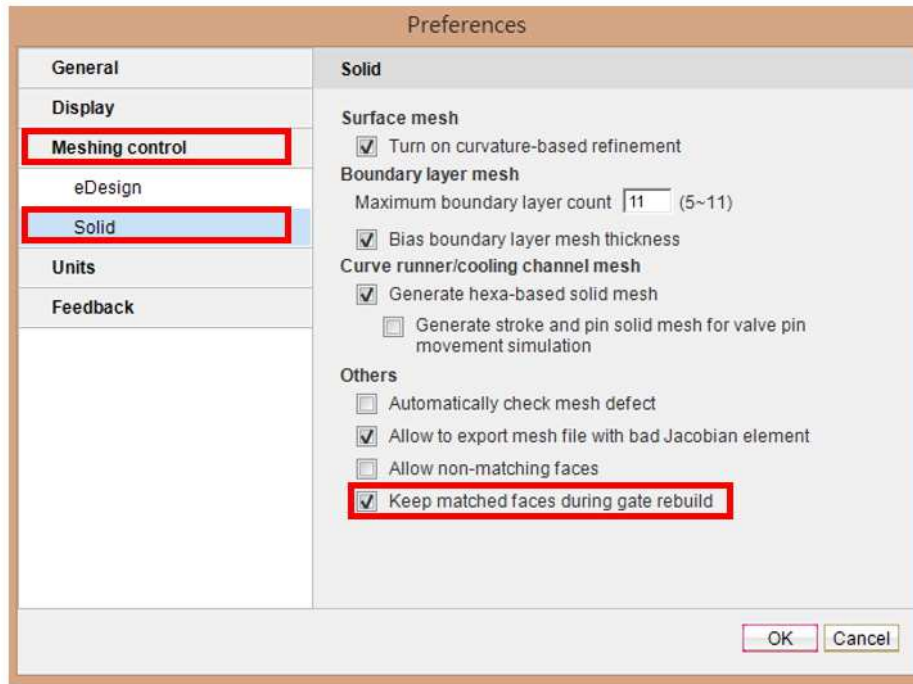 Preferences
General
Display
Meshing control
eDesign
Solid
Units
Feedback
Solid
Surface mesh
Turn on curvature-based refinement
Boundary layer mesh
Maximum boundary layer count 11 (5~11)
Bias boundary layer mesh thickness
Curve runner/cooling channel mesh
Generate hexa-based solid mesh
Generate stroke and pin solid mesh for valve pin
movement simulation
Others
Automatically check mesh defect
Allow to export mesh file with bad Jacobian element
Allow non-matching faces
Keep matched faces during gate rebuild
OK Cancel